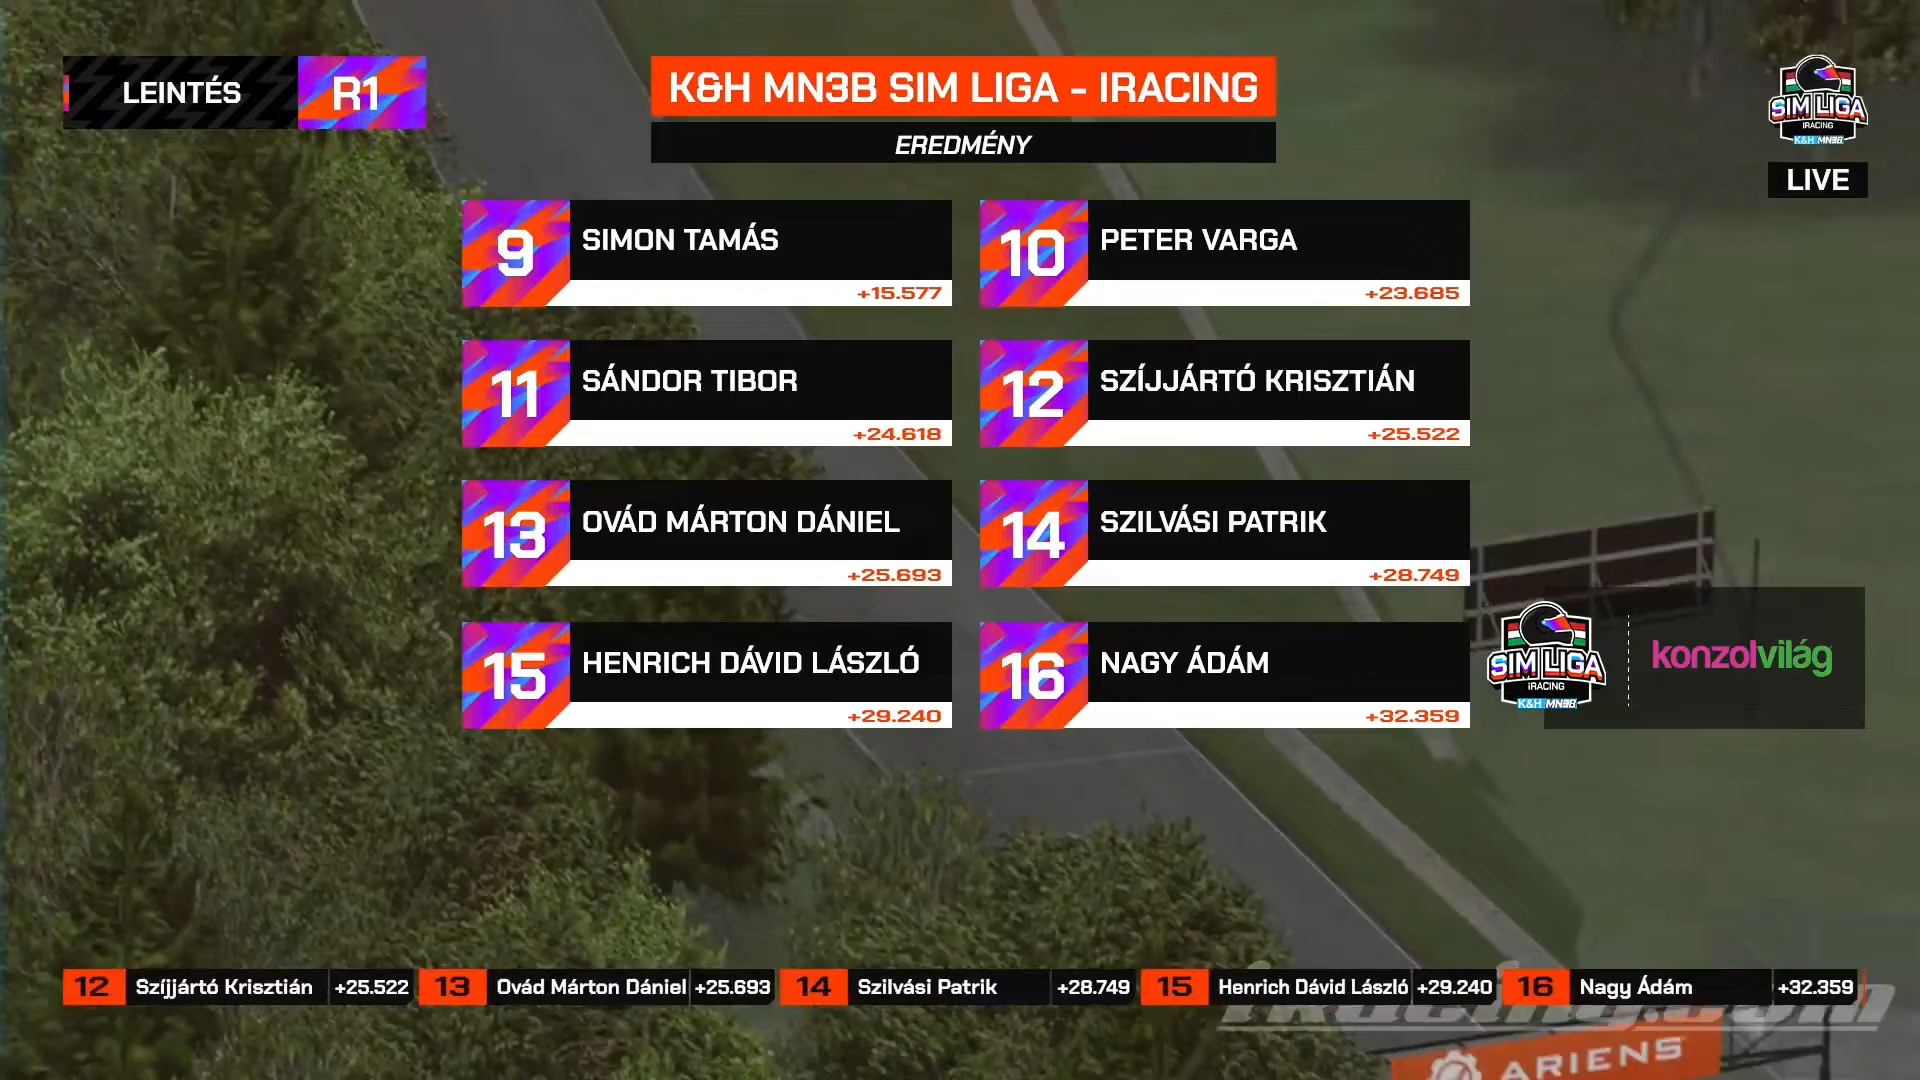 LEINTÉS R1
K&H MN3B SIM LIGA - IRACING
EREDMÉNY
SIM LIGA
IRACING
K&H MN3B
LIVE
9 SIMON TAMÁS
+15.577
10 PETER VARGA
+23.685
11 SÁNDOR TIBOR
+24.618
12 SZÍJJÁRTÓ KRISZTIÁN
+25.522
13 OVÁD MÁRTON DÁNIEL
+25.693
14 SZILVÁSI PATRIK
+28.749
15 HENRICH DÁVID LÁSZLÓ
+29.240
16 NAGY ÁDÁM
+32.359
SIM LIGA
iRACING
K&H MN3B
konzolvilág
12 Szíjjártó Krisztián +25.522 13 Ovád Márton Dániel +25.693 14 Szilvási Patrik +28.749 15 Henrich Dávid László +29.240 16 Nagy Ádám +32.359
iRacing.com
ARIENS